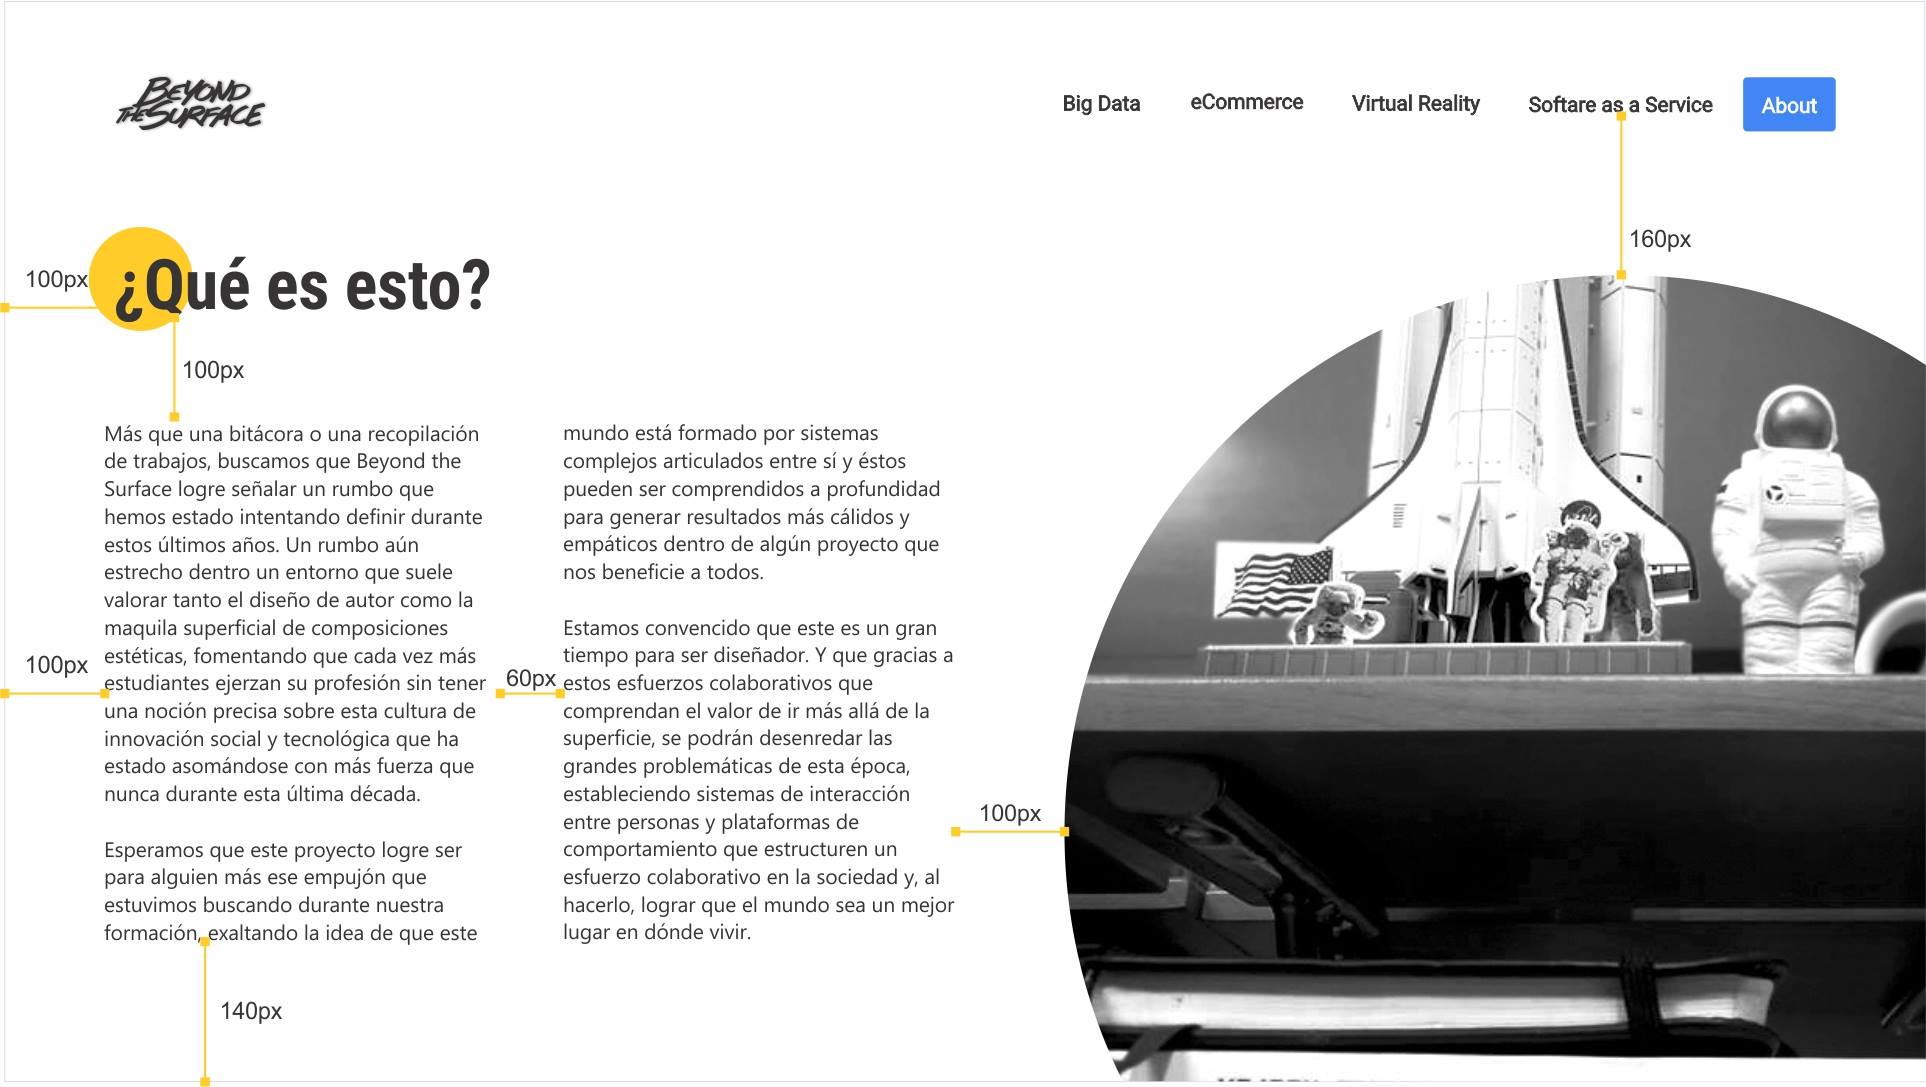 BEYOND
THE SURFACE
Big Data
eCommerce
Virtual Reality
Softare as a Service
About
160px
100px
¿Qué es esto?
100px
Más que una bitácora o una recopilación
de trabajos, buscamos que Beyond the
Surface logre señalar un rumbo que
hemos estado intentando definir durante
estos últimos años. Un rumbo aún
estrecho dentro un entorno que suele
valorar tanto el diseño de autor como la
maquila superficial de composiciones
estéticas, fomentando que cada vez más
estudiantes ejerzan su profesión sin tener
una noción precisa sobre esta cultura de
innovación social y tecnológica que ha
estado asomándose con más fuerza que
nunca durante esta última década.
Esperamos que este proyecto logre ser
para alguien más ese empujón que
estuvimos buscando durante nuestra
formación, exaltando la idea de que este
mundo está formado por sistemas
complejos articulados entre sí y éstos
pueden ser comprendidos a profundidad
para generar resultados más cálidos y
empáticos dentro de algún proyecto que
nos beneficie a todos.
Estamos convencido que este es un gran
tiempo para ser diseñador. Y que gracias a
estos esfuerzos colaborativos que
comprendan el valor de ir más allá de la
superficie, se podrán desenredar las
grandes problemáticas de esta época,
estableciendo sistemas de interacción
entre personas y plataformas de
comportamiento que estructuren un
esfuerzo colaborativo en la sociedad y, al
hacerlo, lograr que el mundo sea un mejor
lugar en dónde vivir.
100px
60px
100px
140px